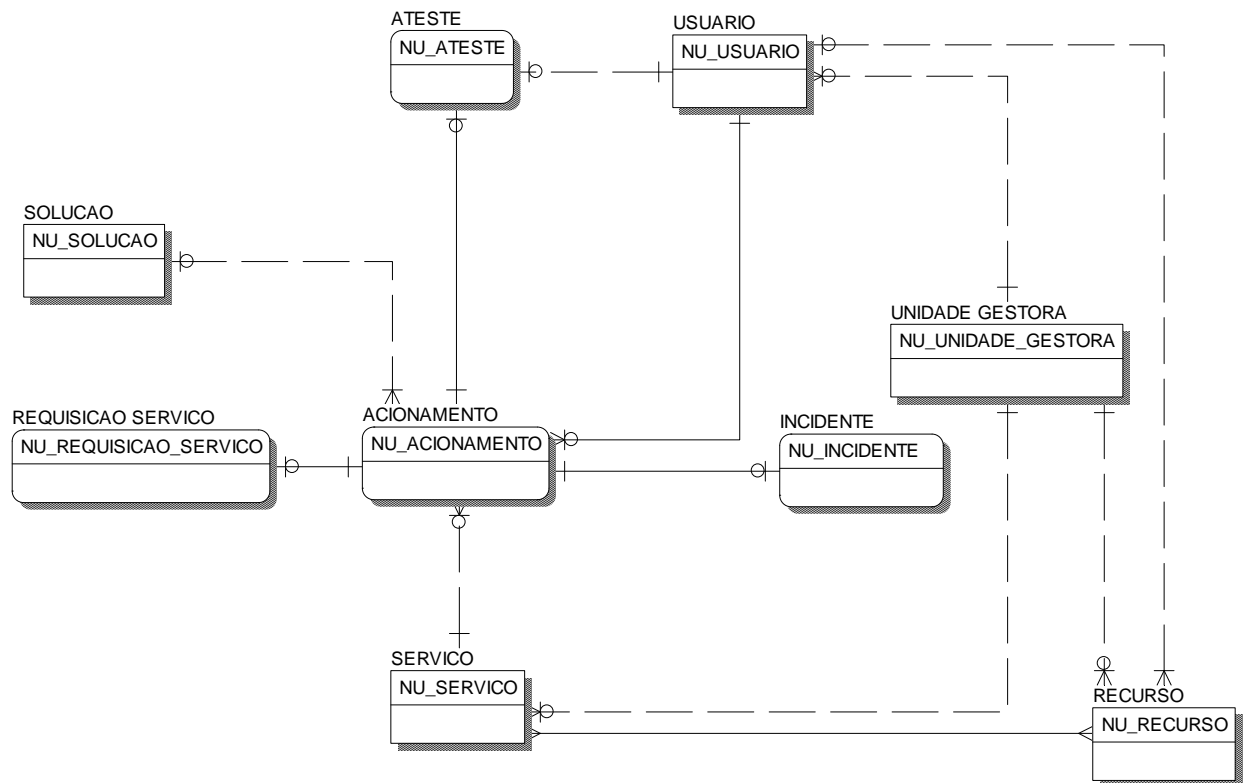 ATESTE
NU_ATESTE
USUARIO
NU_USUARIO
SOLUCAO
NU_SOLUCAO
UNIDADE GESTORA
NU_UNIDADE_GESTORA
REQUISICAO SERVICO
NU_REQUISICAO_SERVICO
ACIONAMENTO
NU_ACIONAMENTO
INCIDENTE
NU_INCIDENTE
SERVICO
NU_SERVICO
RECURSO
NU_RECURSO